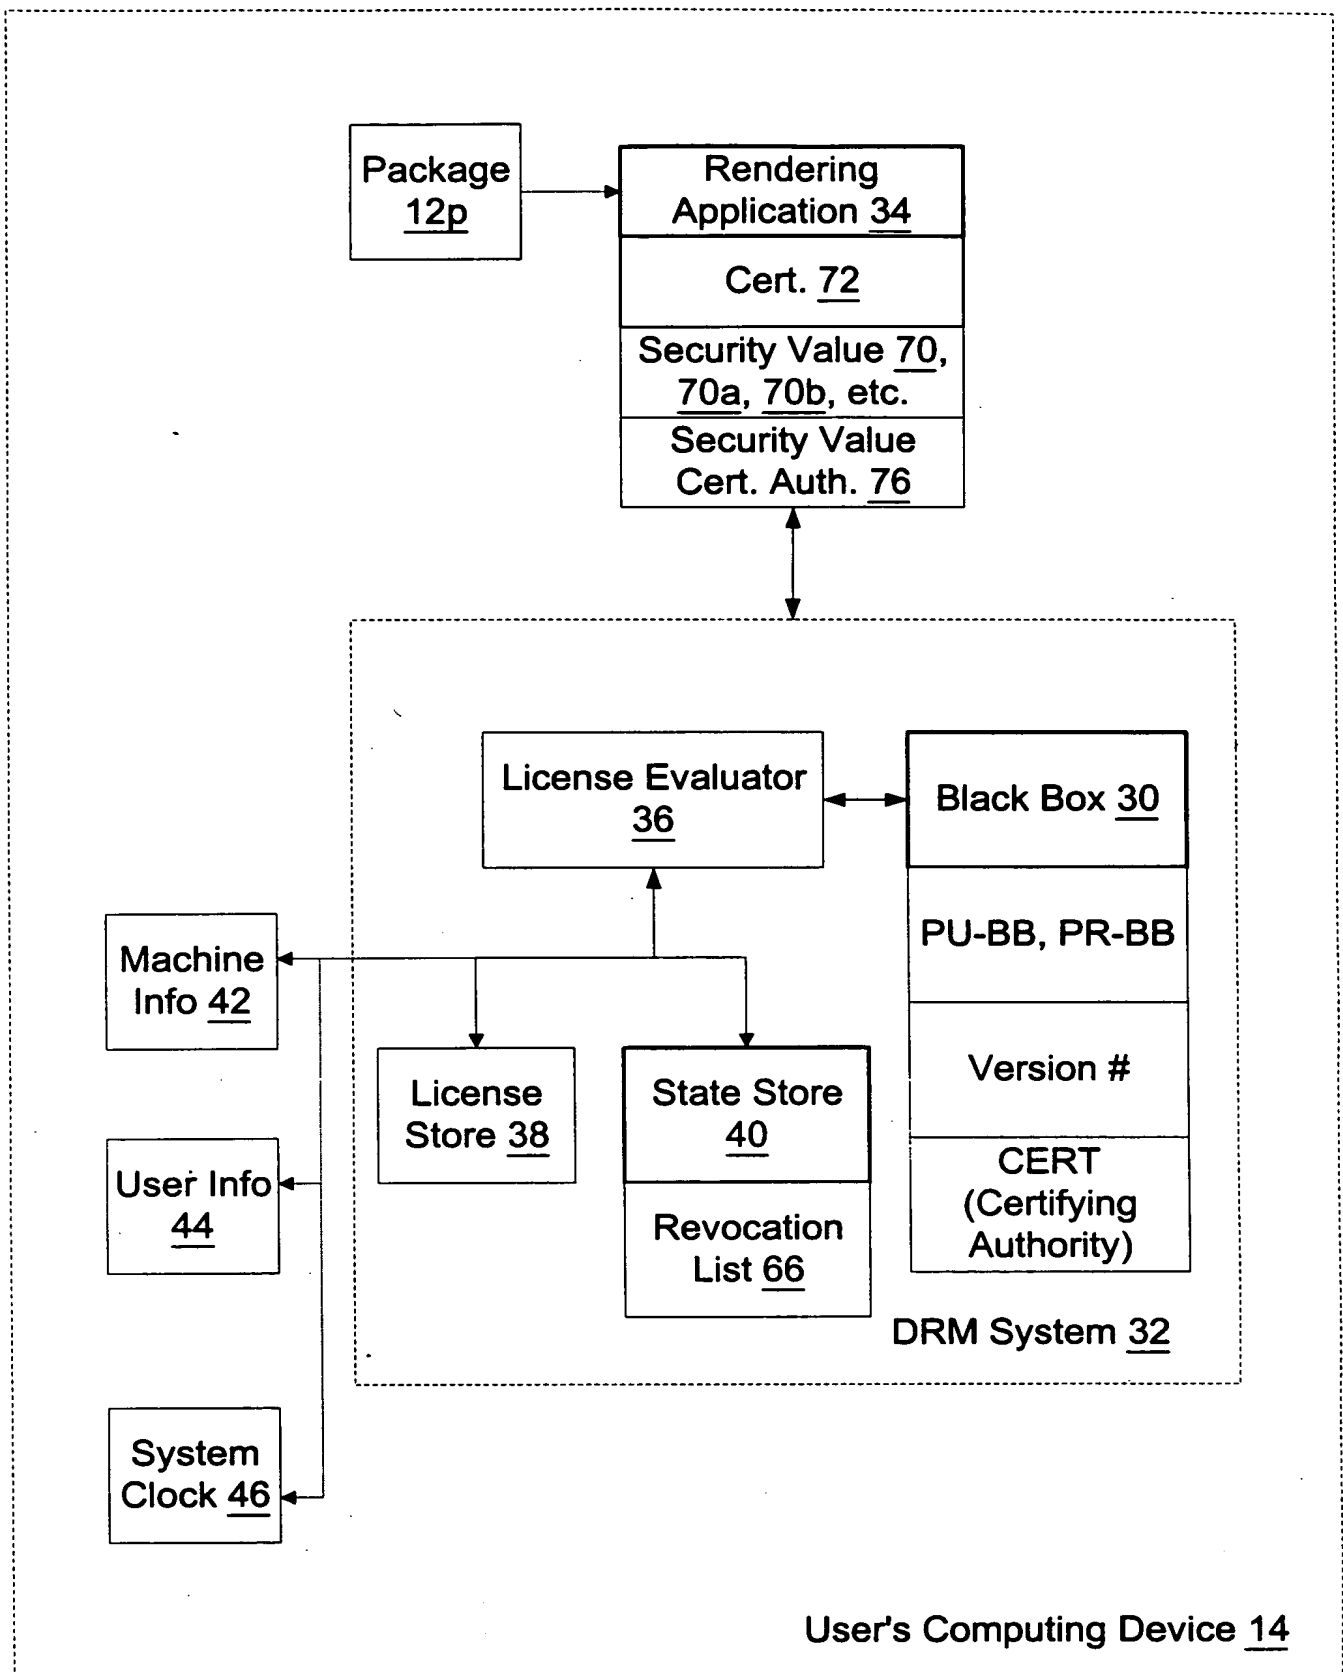 Package
12p
Rendering
Application 34
Cert. 72
Security Value 70,
70a, 70b, etc.
Security Value
Cert. Auth. 76
License Evaluator
36
Black Box 30
PU-BB, PR-BB
Version #
CERT
(Certifying
Authority)
Machine
Info 42
License
Store 38
State Store
40
Revocation
List 66
User Info
44
System
Clock 46
DRM System 32
User's Computing Device 14